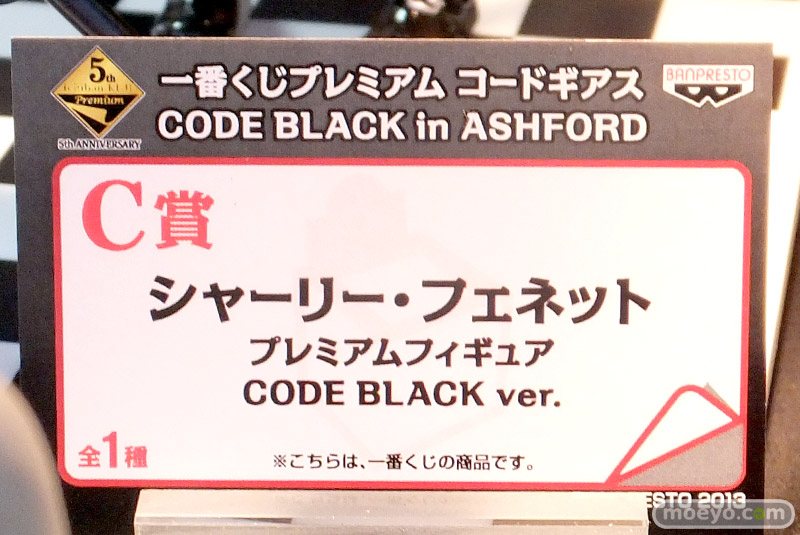 5th
Premium
5th ANNIVERSARY
一番くじプレミアム コードギアス
CODE BLACK in ASHFORD
BANPRESTO
C賞
シャーリー・フェネット
プレミアムフィギュア
CODE BLACK ver.
全1種
※こちらは、一番くじの商品です。
ESTO 2013
moeyo.com